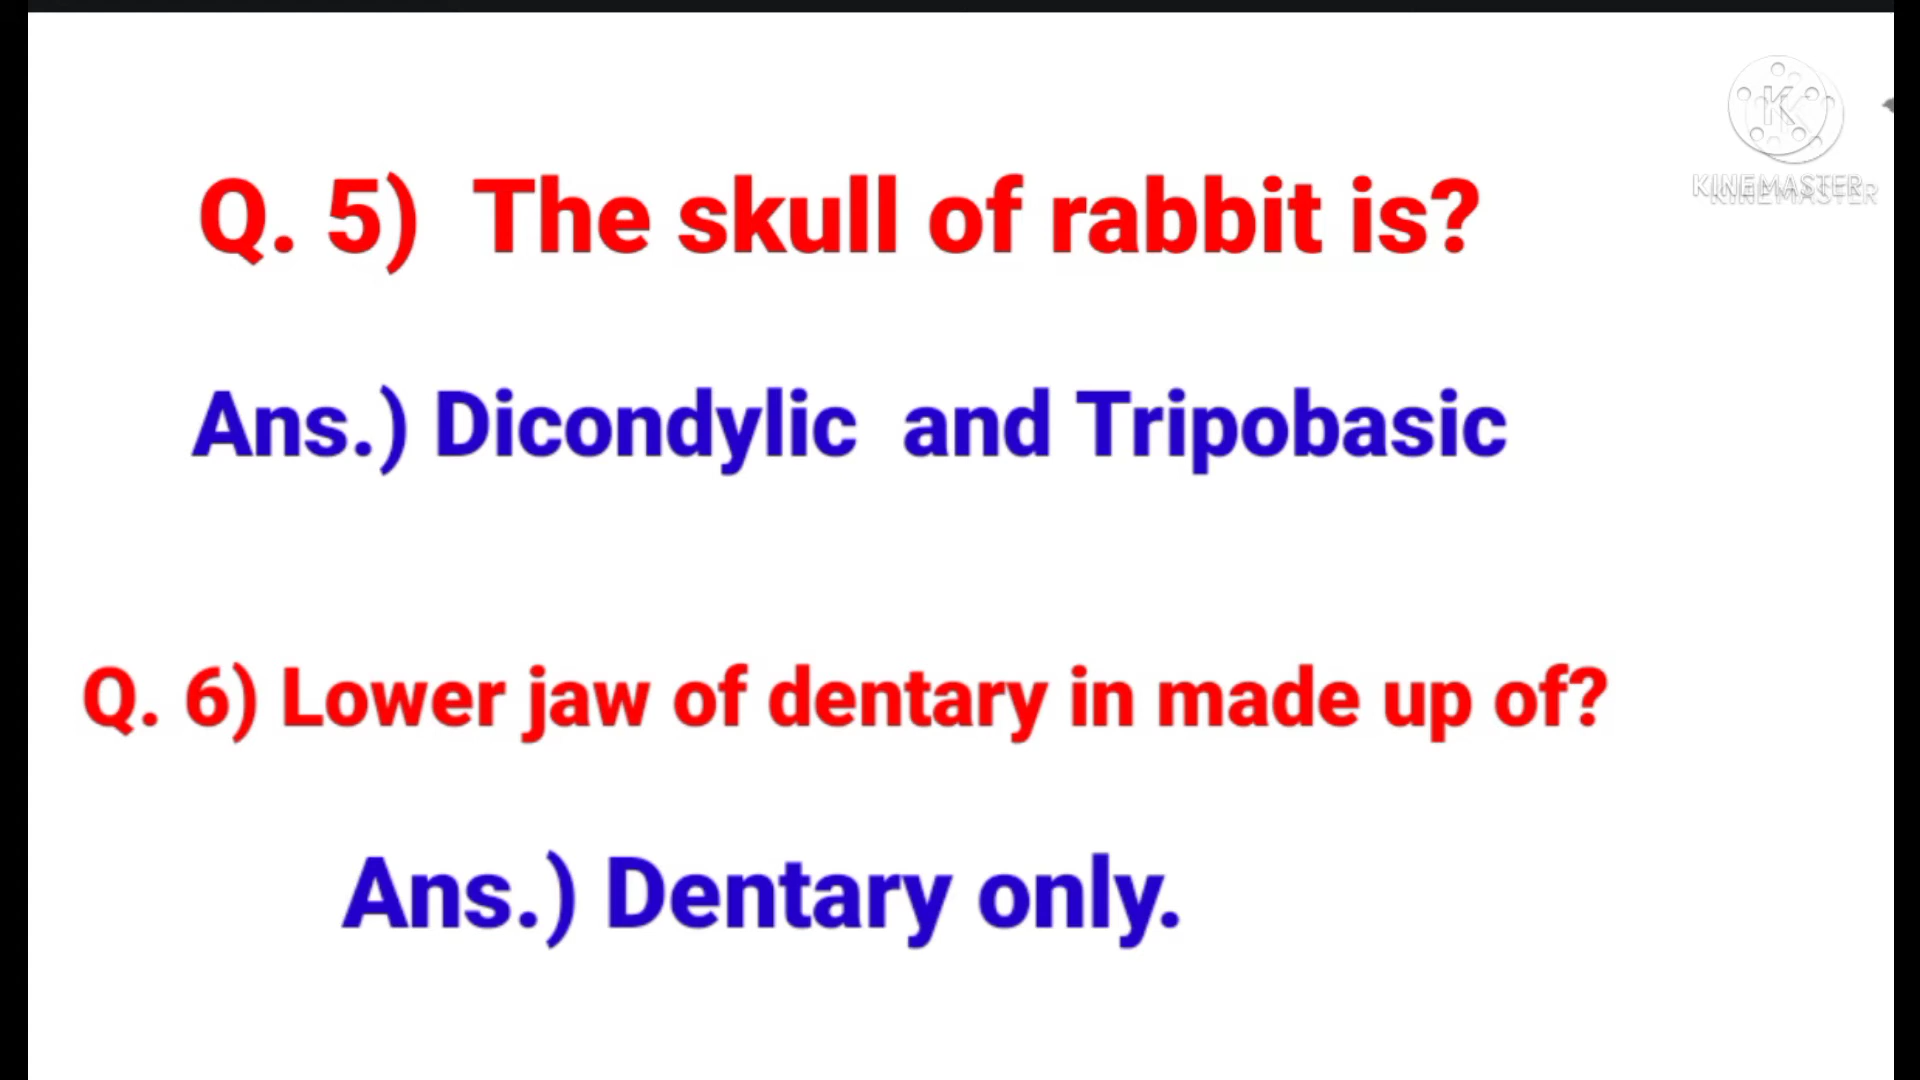 KINEMASTER
KINEMASTER
Q. 5) The skull of rabbit is?
Ans.) Dicondylic and Tripobasic
Q. 6) Lower jaw of dentary in made up of?
Ans.) Dentary only.